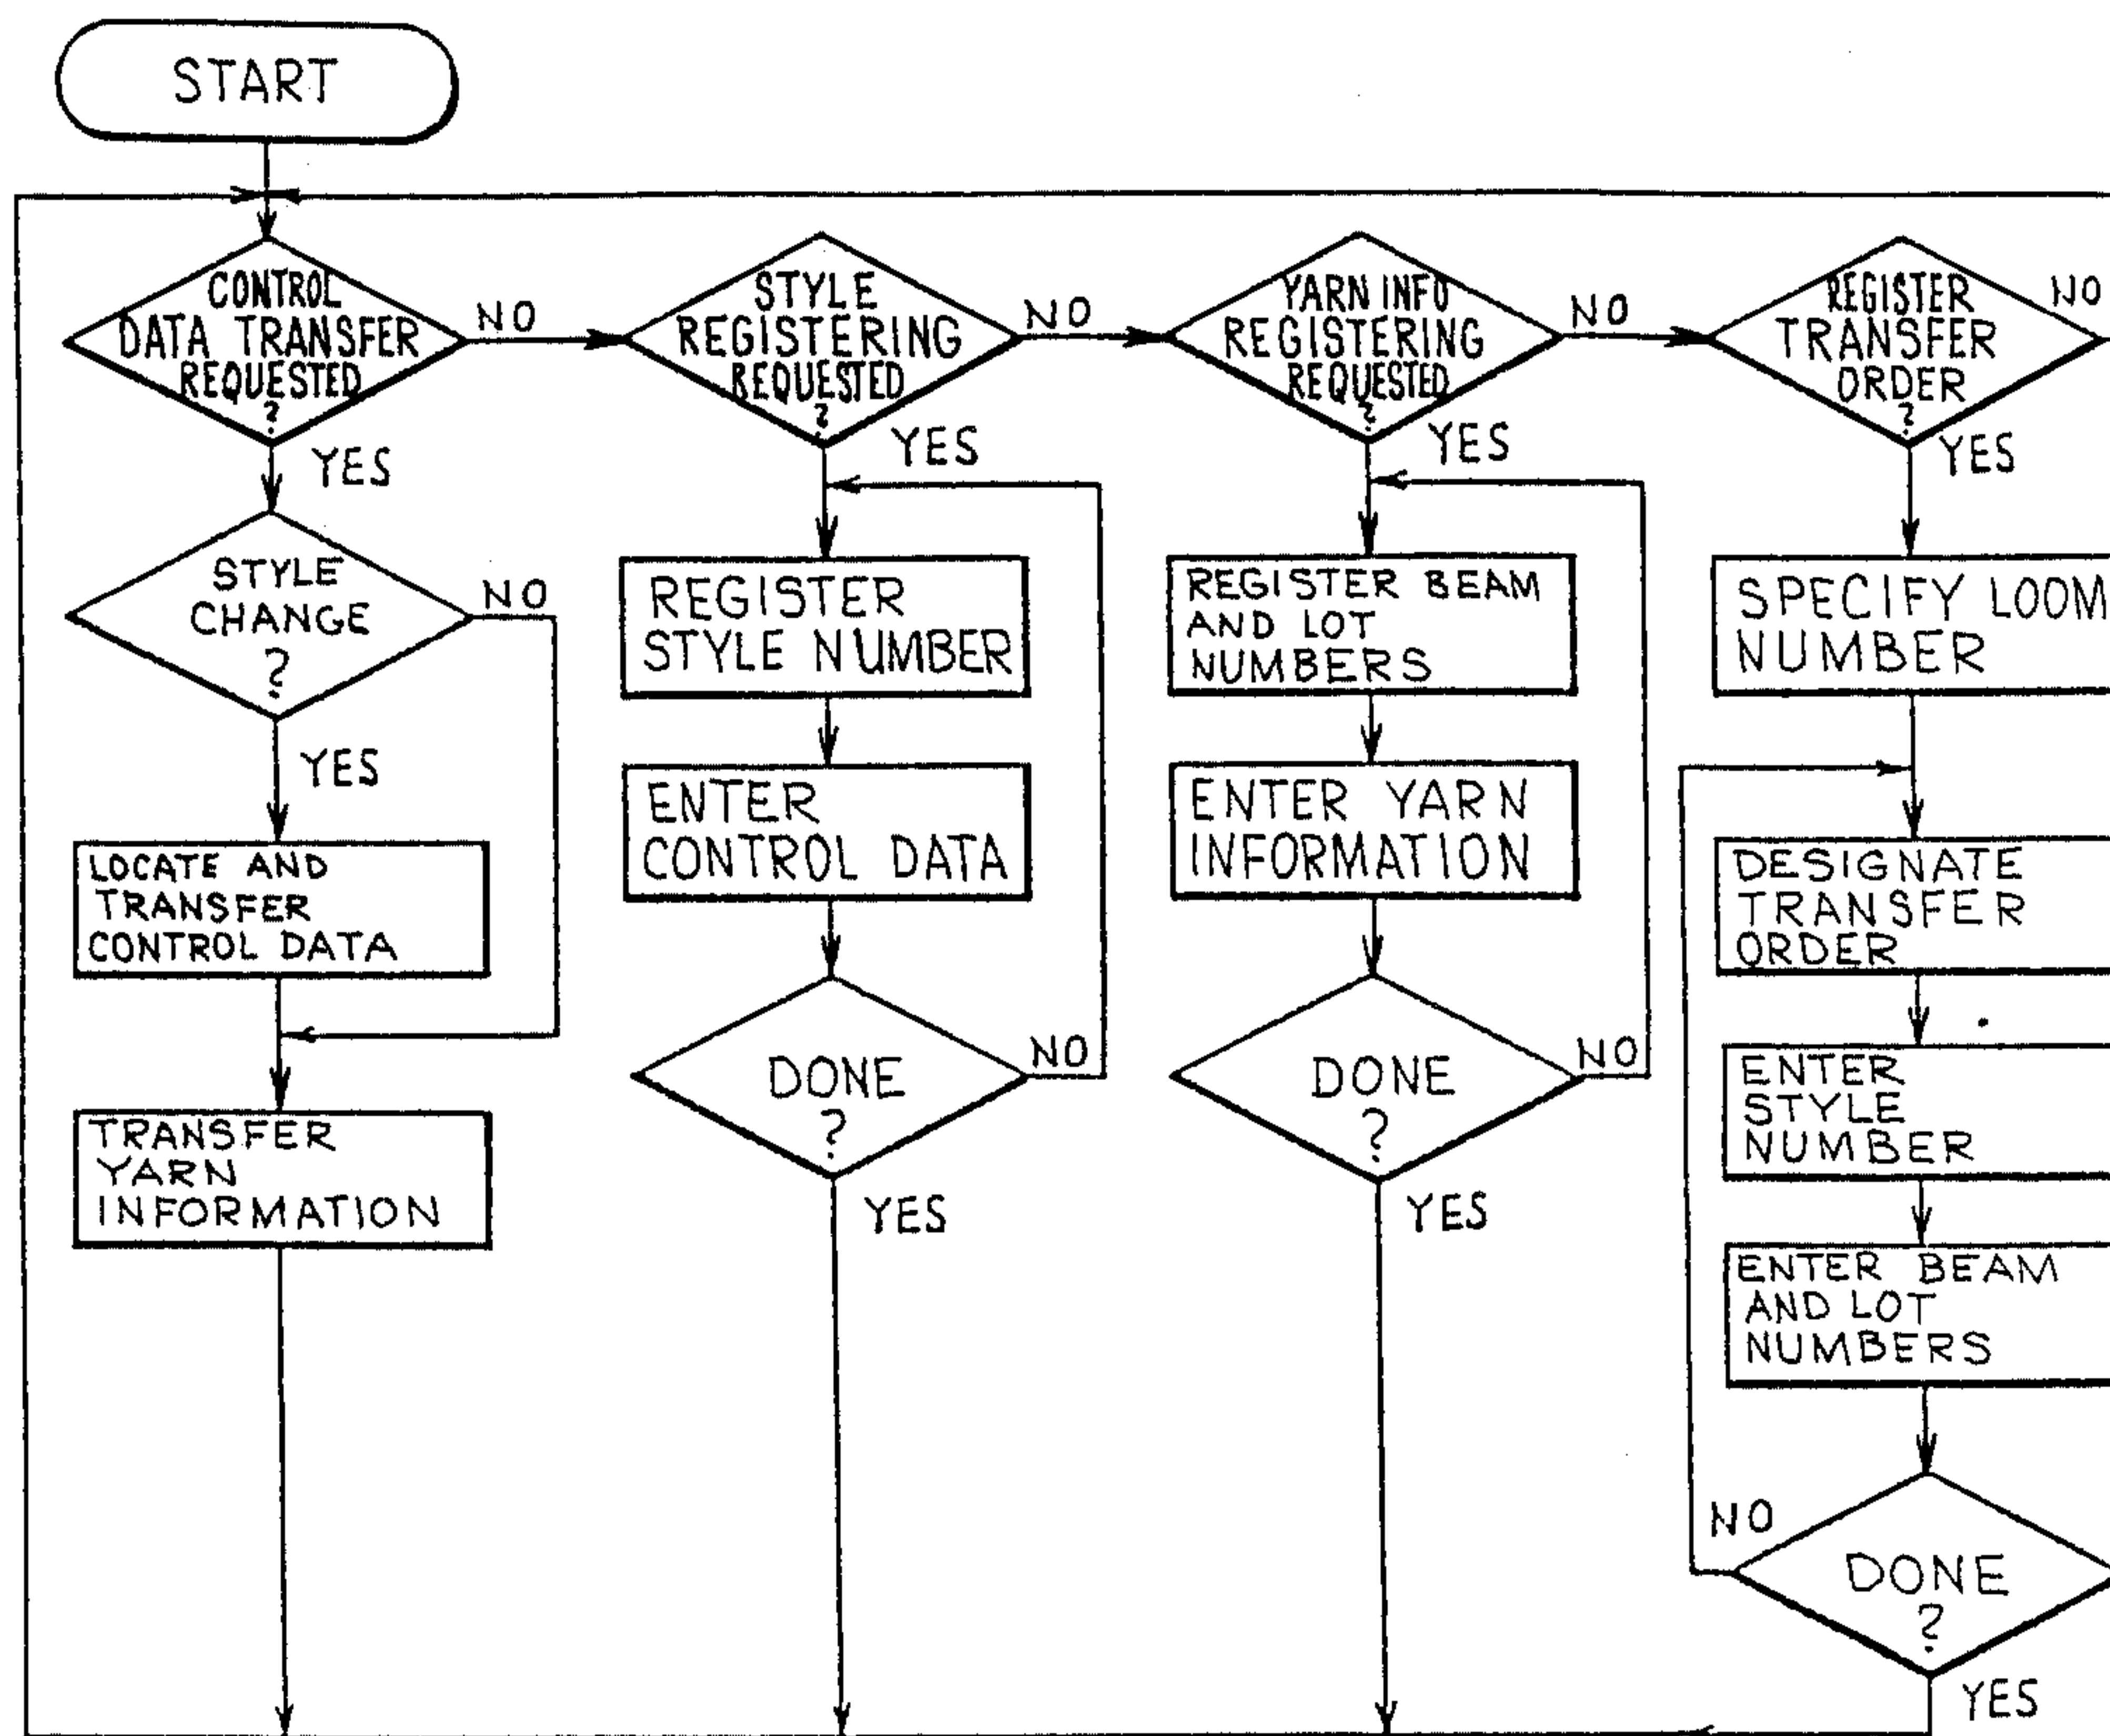 START
CONTROL
DATA TRANSFER
REQUESTED
?
NO
YES
STYLE
CHANGE
?
NO
YES
LOCATE AND
TRANSFER
CONTROL DATA
TRANSFER
YARN
INFORMATION
STYLE
REGISTERING
REQUESTED
?
NO
YES
REGISTER
STYLE NUMBER
ENTER
CONTROL DATA
DONE
?
NO
YES
YARN INFO
REGISTERING
REQUESTED
?
NO
YES
REGISTER BEAM
AND LOT
NUMBERS
ENTER YARN
INFORMATION
DONE
?
NO
YES
REGISTER
TRANSFER
ORDER
?
NO
YES
SPECIFY LOOM
NUMBER
DESIGNATE
TRANSFER
ORDER
ENTER
STYLE
NUMBER
ENTER BEAM
AND LOT
NUMBERS
DONE
?
NO
YES